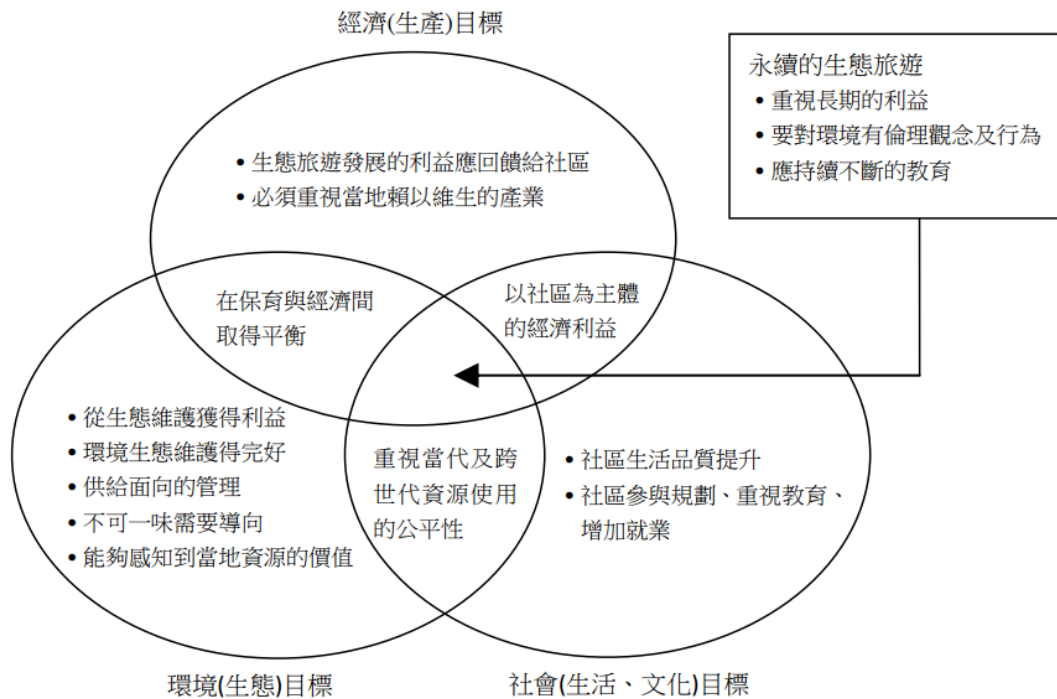 經濟(生產)目標
永續的生態旅遊
• 重視長期的利益
• 要對環境有倫理觀念及行為
• 應持續不斷的教育
• 生態旅遊發展的利益應回饋給社區
• 必須重視當地賴以維生的產業
在保育與經濟間
取得平衡
以社區為主體
的經濟利益
• 從生態維護獲得利益
• 環境生態維護得完好
• 供給面向的管理
• 不可一味需要導向
• 能夠感知到當地資源的價值
重視當代及跨
世代資源使用
的公平性
• 社區生活品質提升
• 社區參與規劃、重視教育、
增加就業
環境(生態)目標
社會(生活、文化)目標